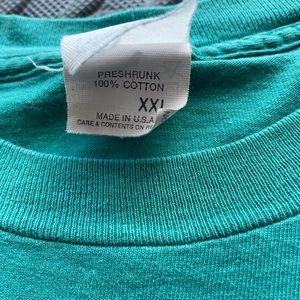 PRESHRUNK
100% COTTON
XXL
MADE IN U.S.A.
CARE & CONTENTS ON